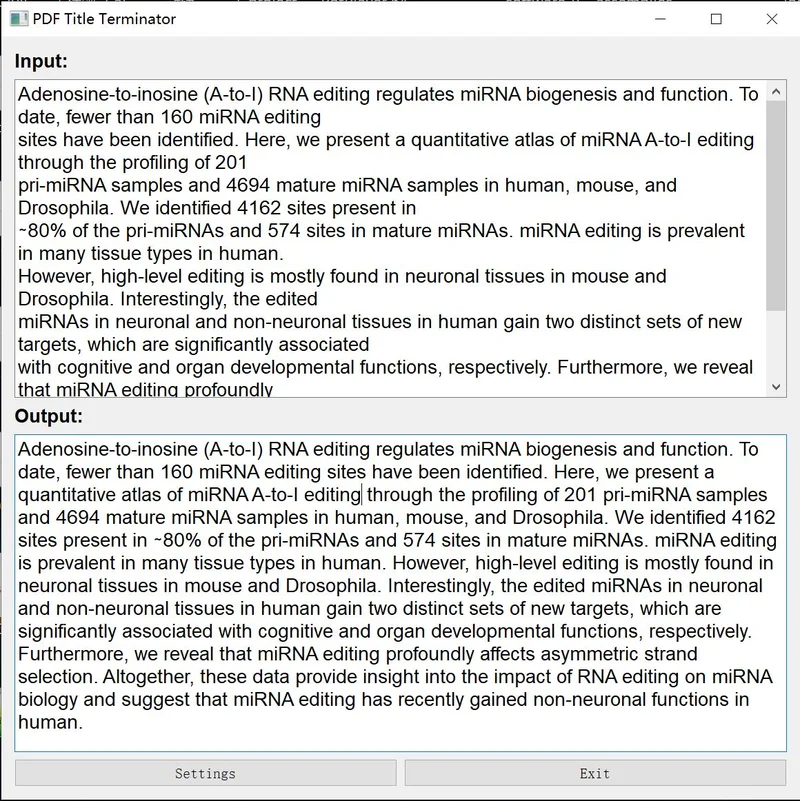 PDF Title Terminator
Input:
Adenosine-to-inosine (A-to-I) RNA editing regulates miRNA biogenesis and function. To
date, fewer than 160 miRNA editing
sites have been identified. Here, we present a quantitative atlas of miRNA A-to-I editing
through the profiling of 201
pri-miRNA samples and 4694 mature miRNA samples in human, mouse, and
Drosophila. We identified 4162 sites present in
~80% of the pri-miRNAs and 574 sites in mature miRNAs. miRNA editing is prevalent
in many tissue types in human.
However, high-level editing is mostly found in neuronal tissues in mouse and
Drosophila. Interestingly, the edited
miRNAs in neuronal and non-neuronal tissues in human gain two distinct sets of new
targets, which are significantly associated
with cognitive and organ developmental functions, respectively. Furthermore, we reveal
that miRNA editing profoundly
Output:
Adenosine-to-inosine (A-to-I) RNA editing regulates miRNA biogenesis and function. To
date, fewer than 160 miRNA editing sites have been identified. Here, we present a
quantitative atlas of miRNA A-to-I editing through the profiling of 201 pri-miRNA samples
and 4694 mature miRNA samples in human, mouse, and Drosophila. We identified 4162
sites present in ~80% of the pri-miRNAs and 574 sites in mature miRNAs. miRNA editing
is prevalent in many tissue types in human. However, high-level editing is mostly found in
neuronal tissues in mouse and Drosophila. Interestingly, the edited miRNAs in neuronal
and non-neuronal tissues in human gain two distinct sets of new targets, which are
significantly associated with cognitive and organ developmental functions, respectively.
Furthermore, we reveal that miRNA editing profoundly affects asymmetric strand
selection. Altogether, these data provide insight into the impact of RNA editing on miRNA
biology and suggest that miRNA editing has recently gained non-neuronal functions in
human.
Settings
Exit